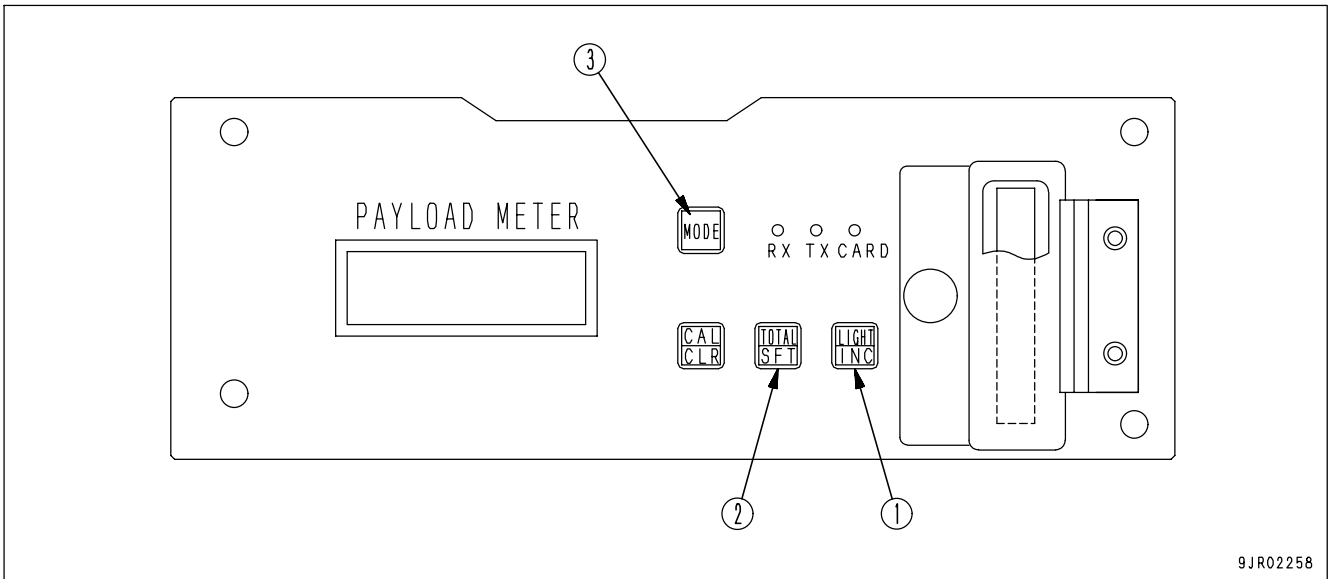 3
PAYLOAD METER
MODE
RX TX CARD
CAL
CLR
TOTAL
SFT
LIGHT
INC
2
1
9JR02258